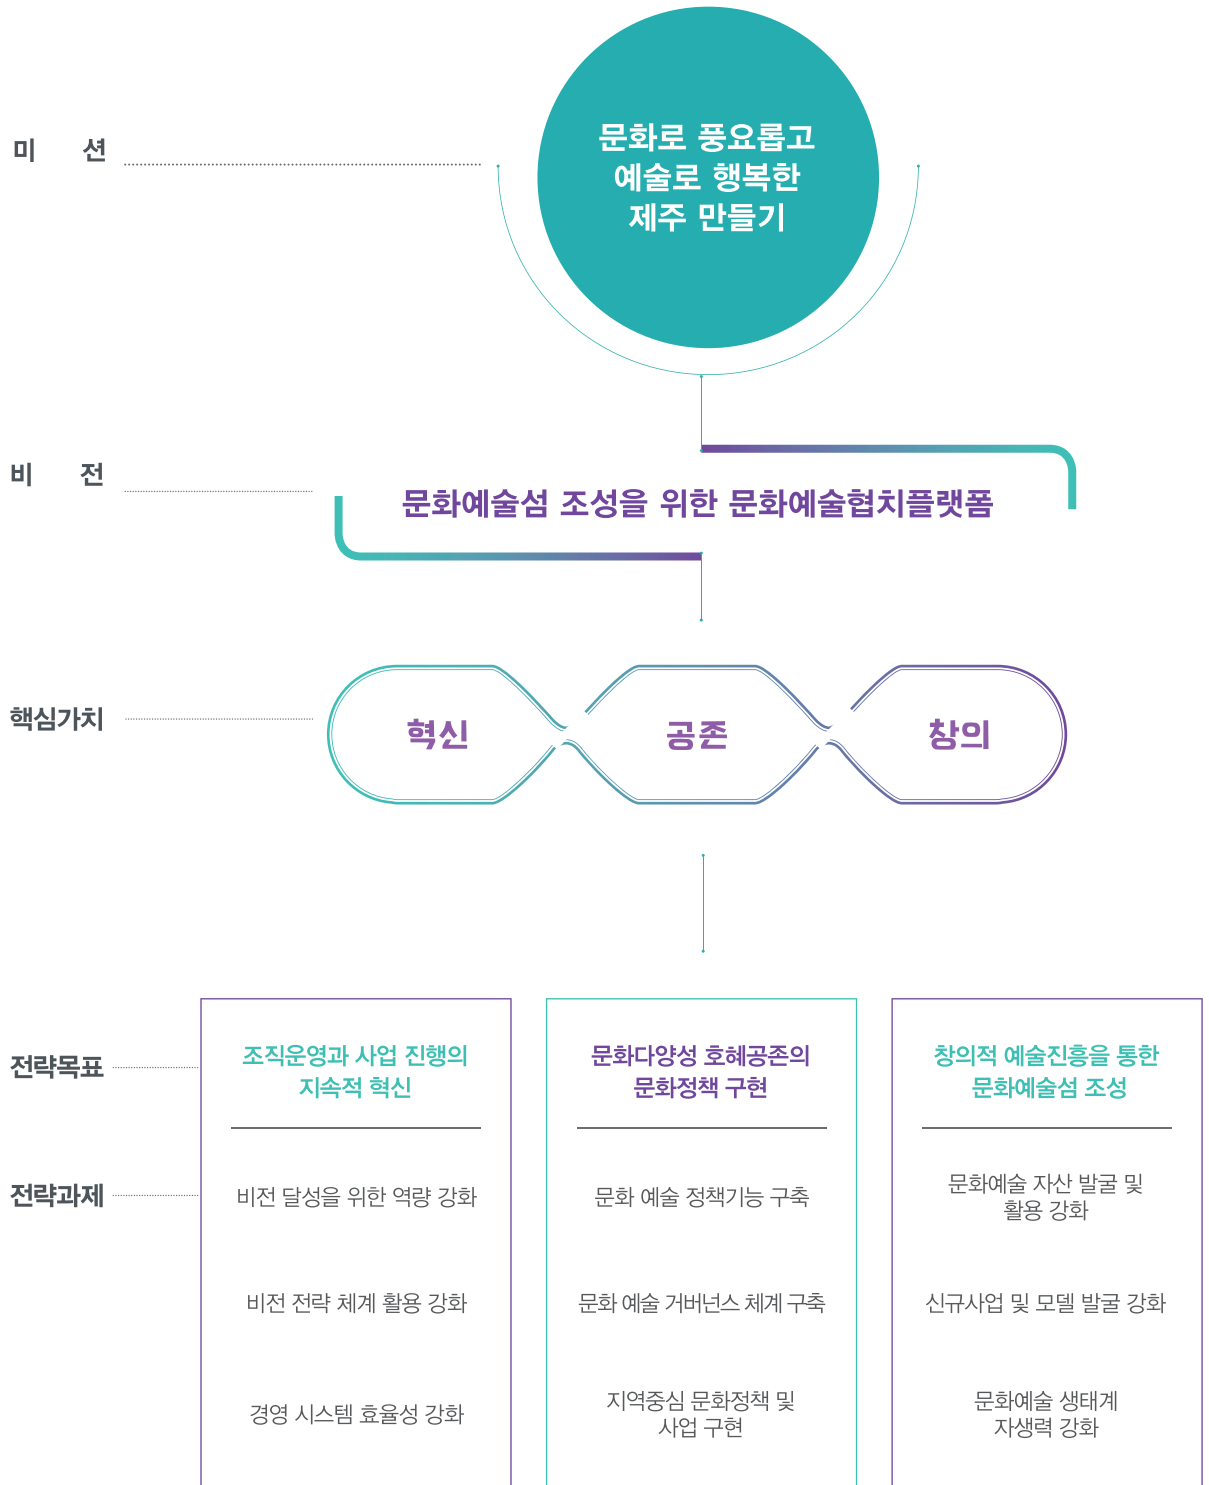 미 션
문화로 풍요롭고
예술로 행복한
제주 만들기
비 전
문화예술섬 조성을 위한 문화예술협치플랫폼
핵심가치
혁신
공존
창의
전략목표
조직운영과 사업 진행의
지속적 혁신
문화다양성 호혜공존의
문화정책 구현
창의적 예술진흥을 통한
문화예술섬 조성
전략과제
비전 달성을 위한 역량 강화
문화 예술 정책기능 구축
문화예술 자산 발굴 및
활용 강화
비전 전략 체계 활용 강화
문화 예술 거버넌스 체계 구축
신규사업 및 모델 발굴 강화
경영 시스템 효율성 강화
지역중심 문화정책 및
사업 구현
문화예술 생태계
자생력 강화